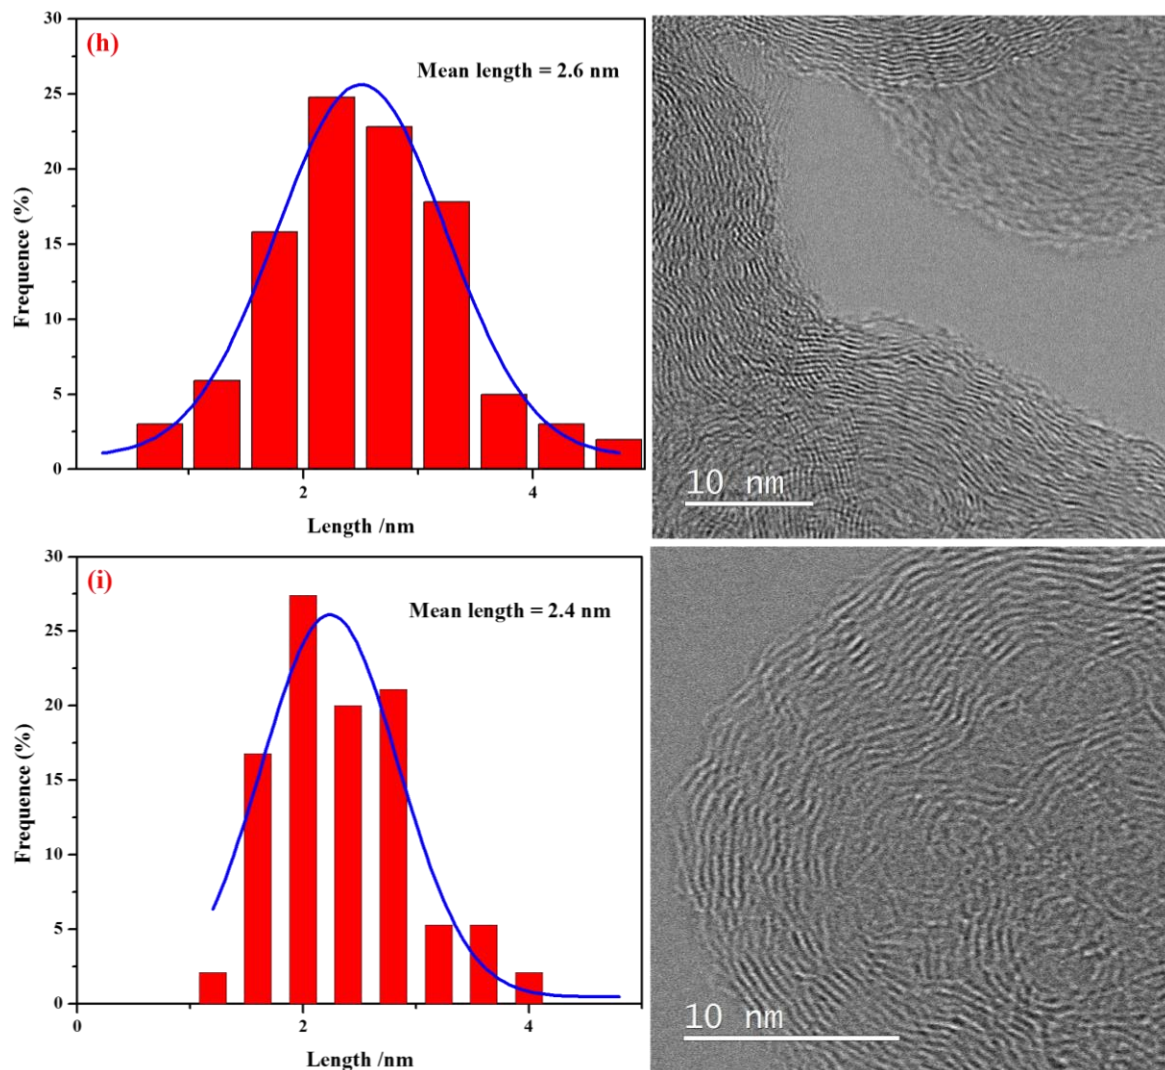 (h)
Mean length = 2.6 nm
30
25
20
15
10
5
0
Frequence (%)
2
4
Length /nm
10 nm
(i)
Mean length = 2.4 nm
30
25
20
15
10
5
0
Frequence (%)
0
2
4
Length /nm
10 nm